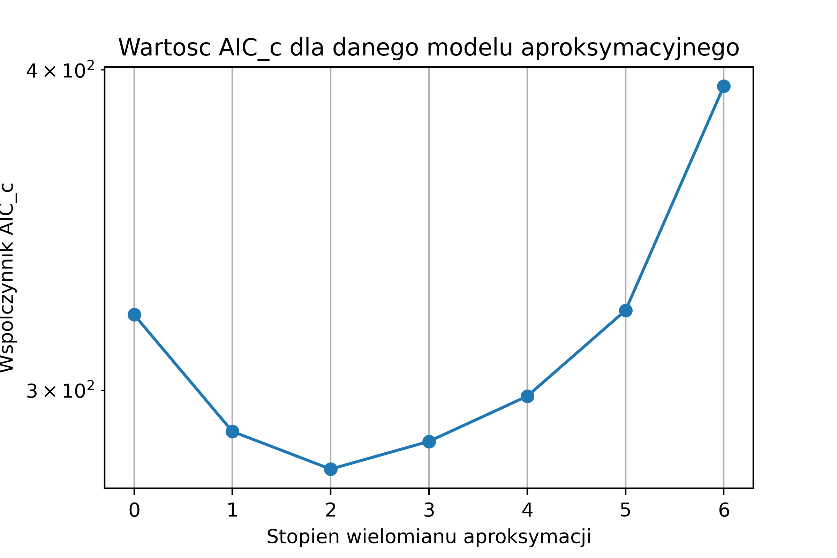 Wartosc AIC_c dla danego modelu aproksymacyjnego
4 × 10²
3 × 10²
Wspolczynnik AIC_c
0 1 2 3 4 5 6
Stopien wielomianu aproksymacji